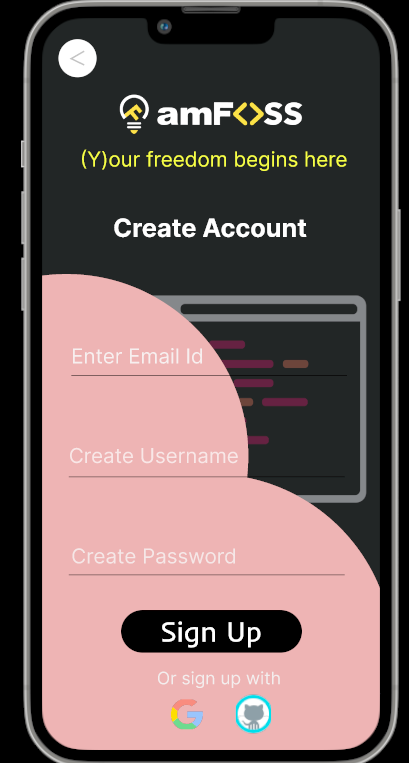 <
amF<>SS
(Y)our freedom begins here
Create Account
Enter Email Id
Create Username
Create Password
Sign Up
Or sign up with